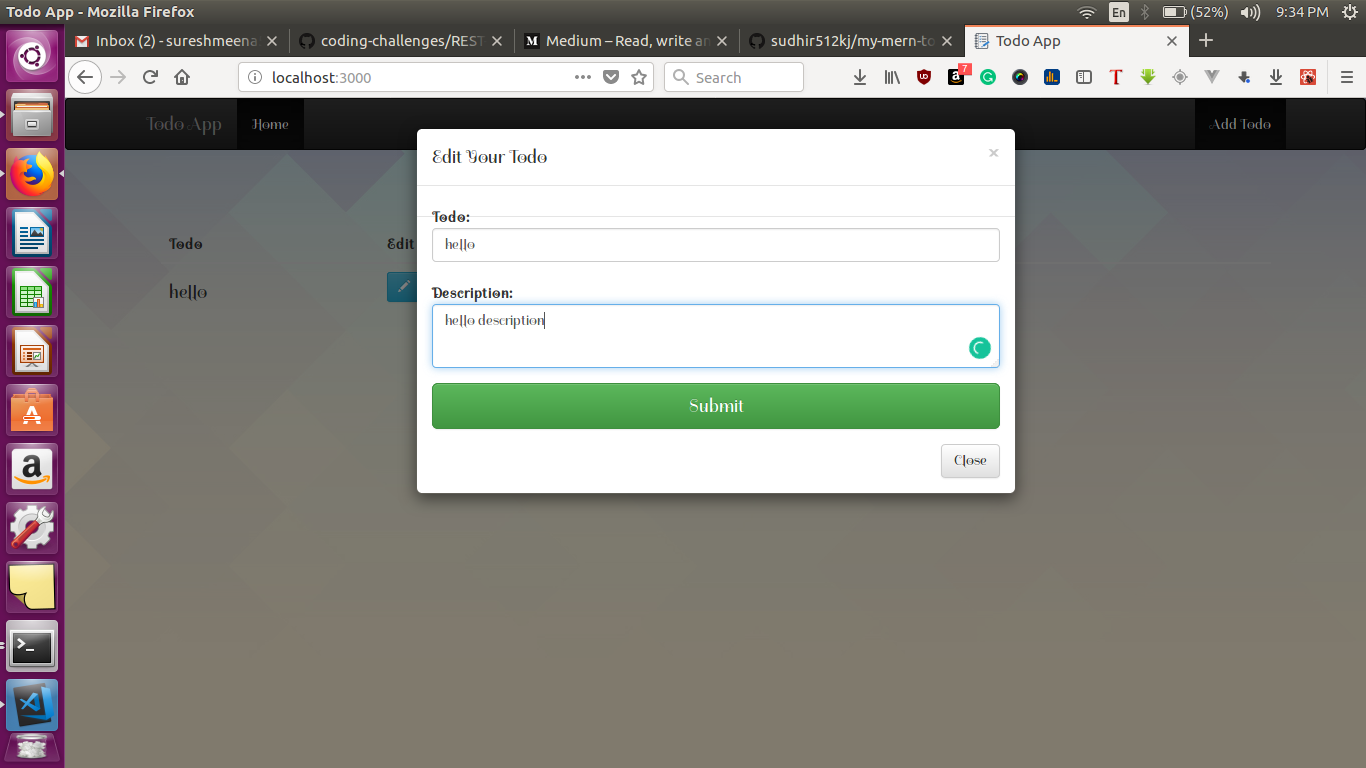 Todo App - Mozilla Firefox
En
(52%)
9:34 PM
Inbox (2) - sureshmeena
coding-challenges/REST
Medium – Read, write an
sudhir512kj/my-mern-to
Todo App
localhost:3000
Search
7
Todo App
Home
Add Todo
Edit Your Todo
×
Todo:
hello
Description:
hello description
Submit
Close
Todo
Edit
hello